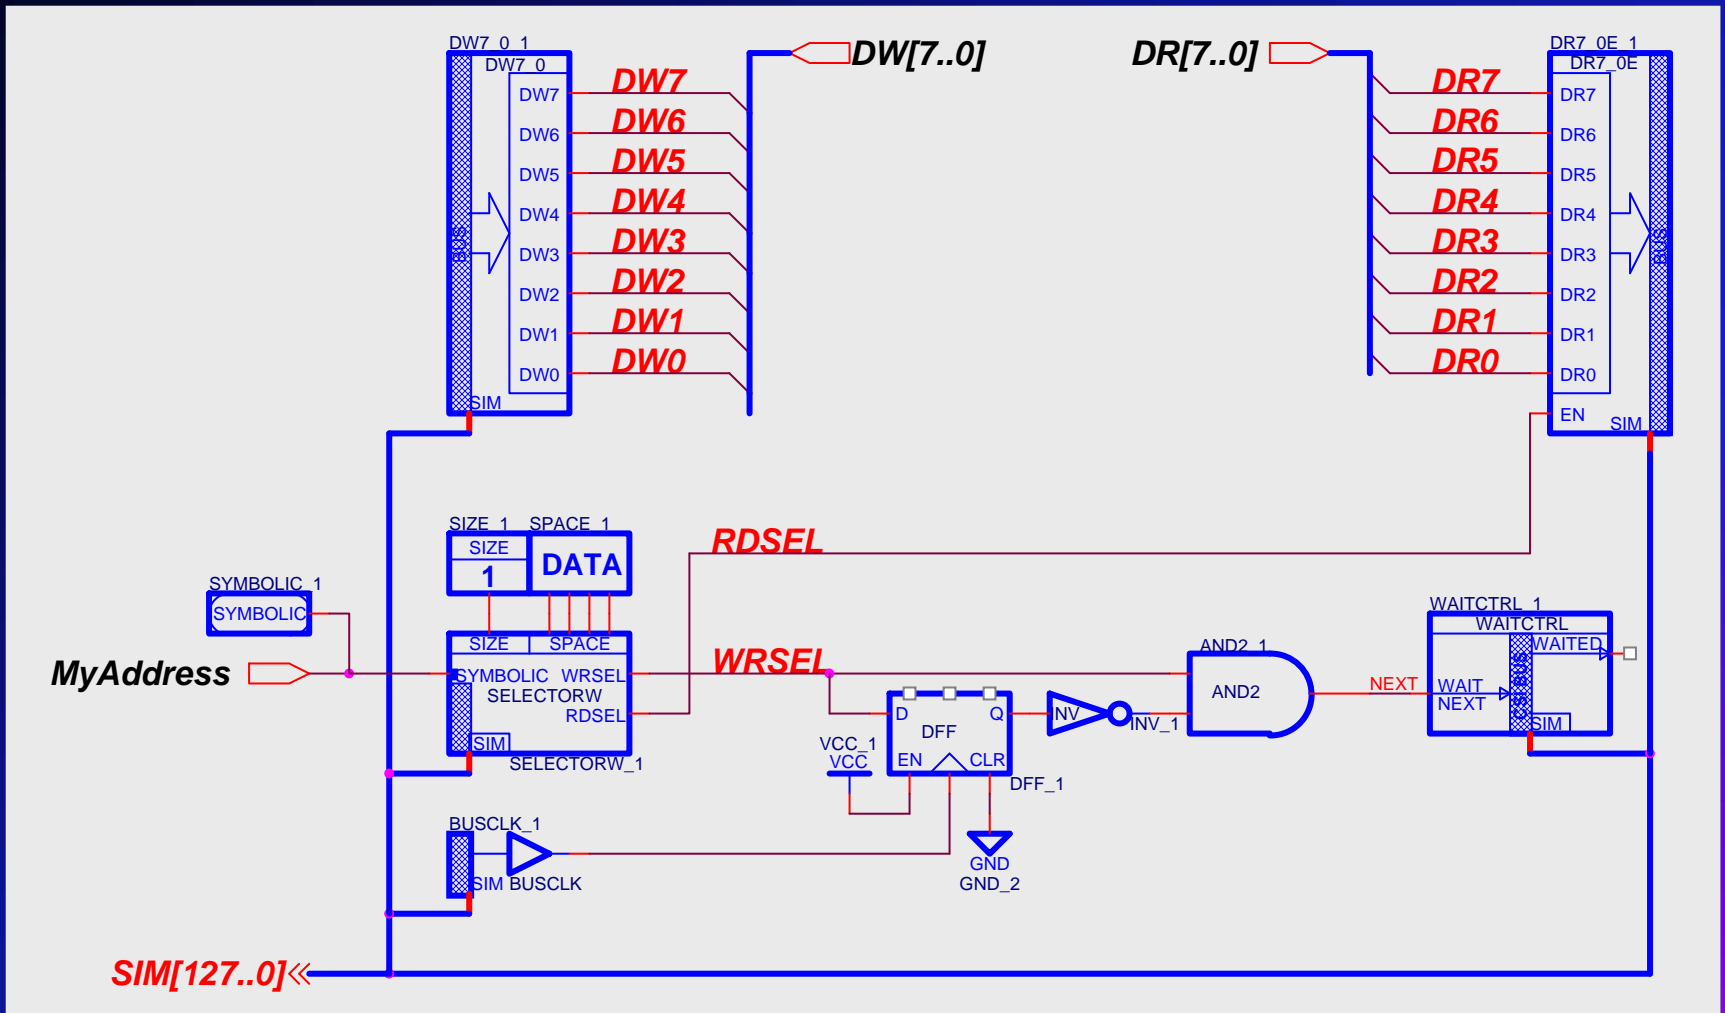 DW7_0_1
DW7_0
DW7
DW6
DW5
DW4
DW3
DW2
DW1
DW0
BUS
SIM
DW7
DW6
DW5
DW4
DW3
DW2
DW1
DW0
DW[7..0]
DR[7..0]
DR7
DR6
DR5
DR4
DR3
DR2
DR1
DR0
DR7_0E_1
DR7_0E
DR7
DR6
DR5
DR4
DR3
DR2
DR1
DR0
EN
SIM
BUS
SIZE_1
SPACE_1
SIZE
1
DATA
RDSEL
SYMBOLIC_1
SYMBOLIC
MyAddress
SIZE
SPACE
SYMBOLIC
WRSEL
SELECTORW
RDSEL
SIM
SELECTORW_1
WRSEL
D
Q
DFF
EN
CLR
DFF_1
VCC_1
VCC
INV
INV_1
AND2_1
AND2
NEXT
WAITCTRL_1
WAITCTRL
WAITED
WAIT
NEXT
CSI BUS
SIM
BUSCLK_1
SIM
BUSCLK
GND
GND_2
SIM[127..0]